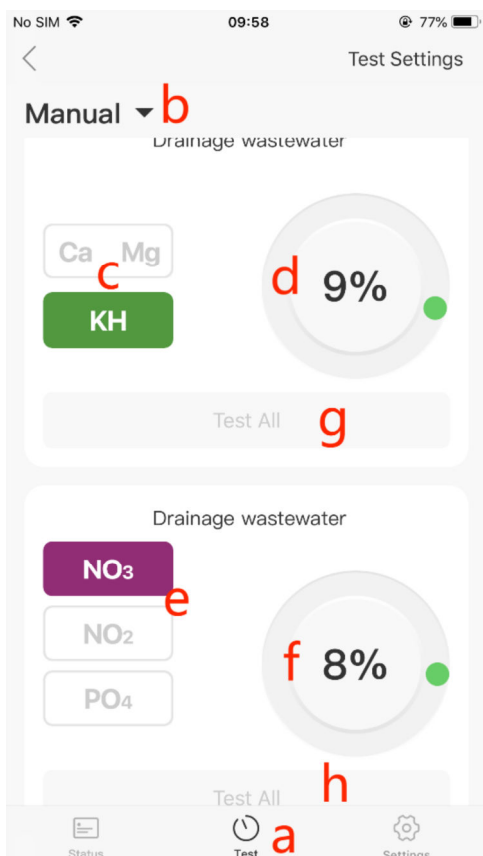 No SIM 09:58 77%
Test Settings
Manual b
Drainage wastewater
Ca Mg
c
KH
d 9%
Test All g
Drainage wastewater
NO3
e
NO2
f 8%
PO4
Test All h
Status Test a Settings